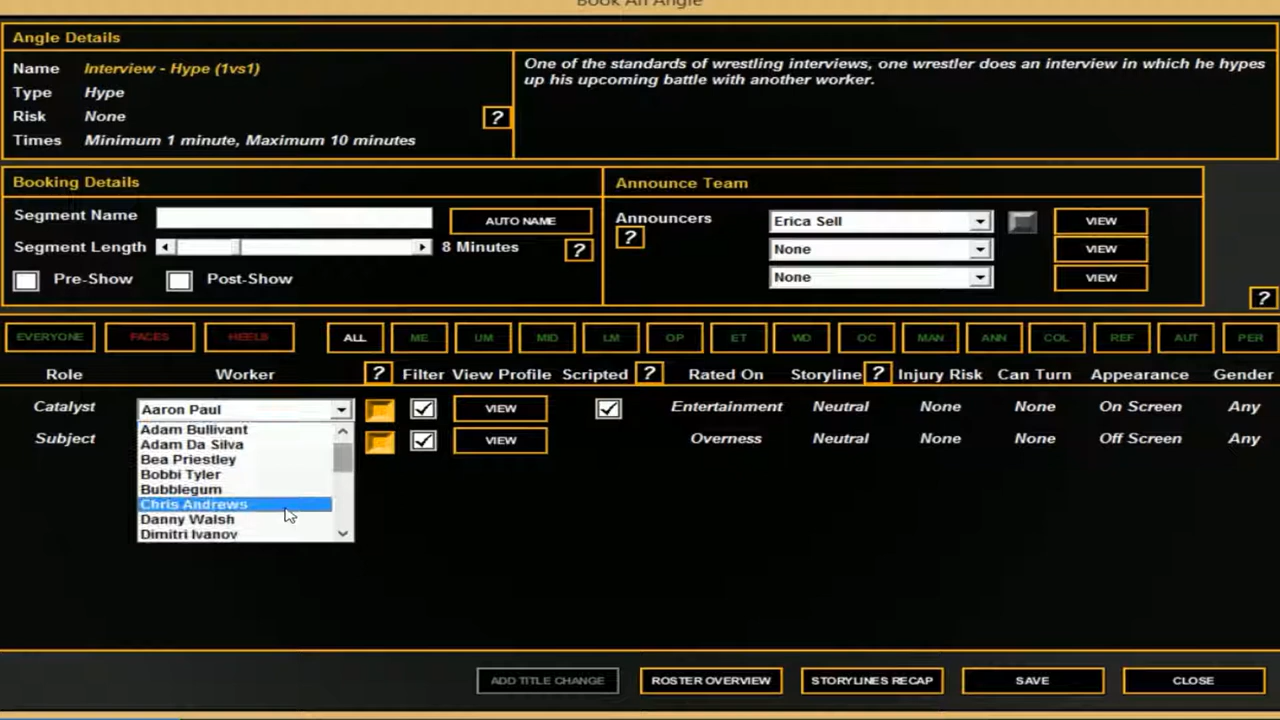 Book An Angle
Angle Details
Name Interview - Hype (1vs1)
Type Hype
Risk None
Times Minimum 1 minute, Maximum 10 minutes
?
One of the standards of wrestling interviews, one wrestler does an interview in which he hypes
up his upcoming battle with another worker.
Booking Details
Segment Name AUTO NAME
Segment Length 8 Minutes ?
Pre-Show Post-Show
Announce Team
Announcers Erica Sell VIEW
? None VIEW
None VIEW
?
EVERYONE FACES HEELS ALL ME UM MID LM OP ET WD OC MAN ANN COL REF AUT PER
Role Worker ? Filter View Profile Scripted ? Rated On Storyline ? Injury Risk Can Turn Appearance Gender
Catalyst Aaron Paul VIEW Entertainment Neutral None None On Screen Any
Subject VIEW Overness Neutral None None Off Screen Any
Adam Bullivant
Adam Da Silva
Bea Priestley
Bobbi Tyler
Bubblegum
Chris Andrews
Danny Walsh
Dimitri Ivanov
ADD TITLE CHANGE ROSTER OVERVIEW STORYLINES RECAP SAVE CLOSE